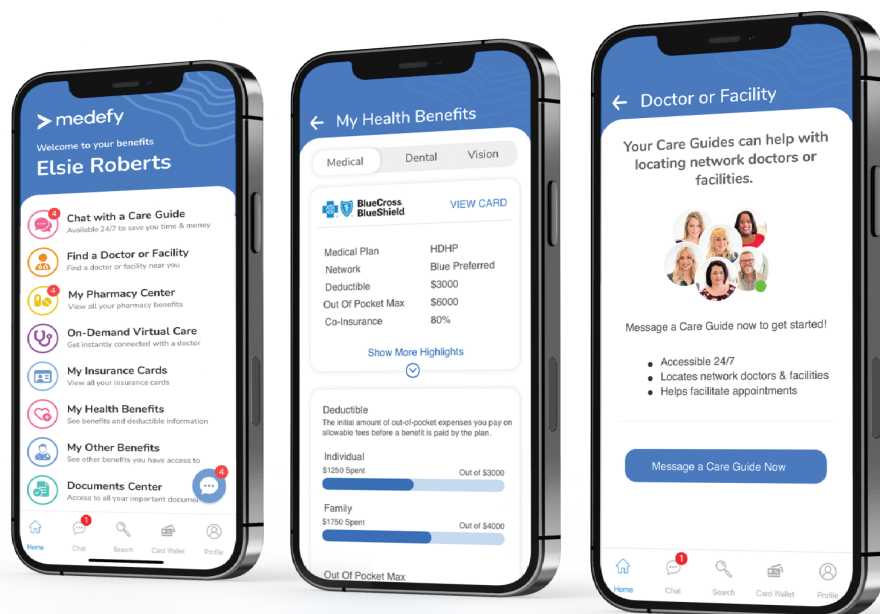 medefy
Welcome to your benefits
Elsie Roberts
4
Chat with a Care Guide
Available 24/7 to save you time & money
Find a Doctor or Facility
Find a doctor or facility near you
4
My Pharmacy Center
View all your pharmacy benefits
On-Demand Virtual Care
Get instantly connected with a doctor
My Insurance Cards
View all your insurance cards
My Health Benefits
See benefits and deductible information
My Other Benefits
See other benefits you have access to
4
Documents Center
Access to all your important
1
Home Chat Search Card Wallet Profile
My Health Benefits
Medical Dental Vision
BlueCross
BlueShield
VIEW CARD
Medical Plan HDHP
Network Blue Preferred
Deductible $3000
Out Of Pocket Max $6000
Co-Insurance 80%
Show More Highlights
Deductible
The initial amount of out-of-pocket expenses you pay on
allowable fees before a benefit is paid by the plan.
Individual
$1250 Spent Out of $3000
Family
$1750 Spent Out of $4000
Out Of Pocket Max
Doctor or Facility
Your Care Guides can help with
locating network doctors or
facilities.
Message a Care Guide now to get started!
• Accessible 24/7
• Locates network doctors & facilities
• Helps facilitate appointments
Message a Care Guide Now
1
Home Chat Search Card Wallet Profile